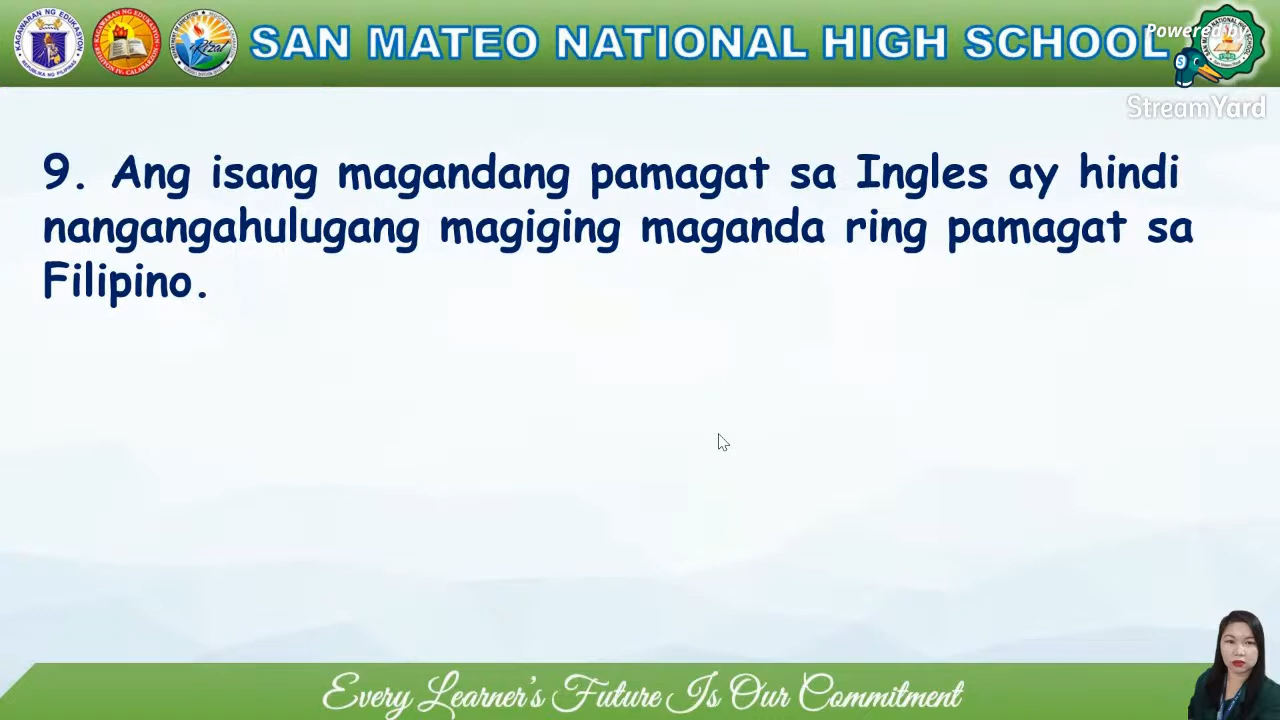 SAN MATEO NATIONAL HIGH SCHOOL
Powered by
StreamYard
9. Ang isang magandang pamagat sa Ingles ay hindi
nangangahulugang magiging maganda ring pamagat sa
Filipino.
Every Learner's Future Is Our Commitment